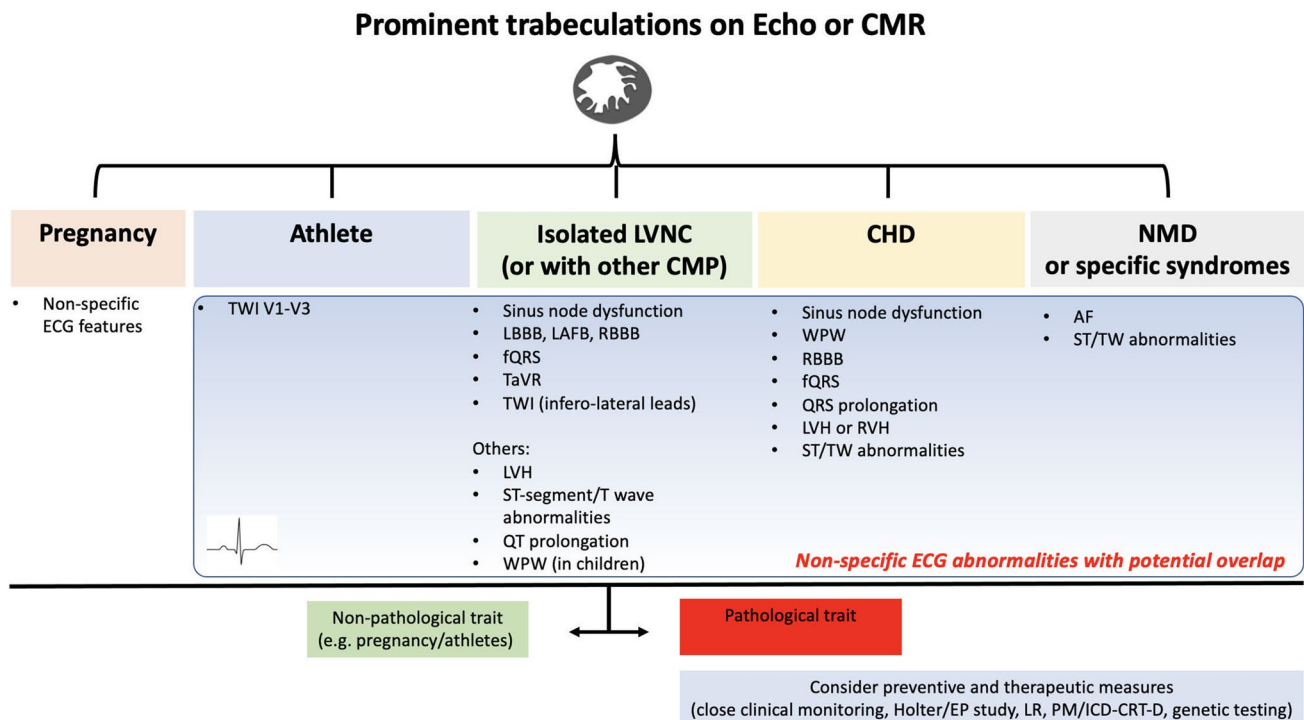 Prominent trabeculations on Echo or CMR
Pregnancy
Athlete
Isolated LVNC
(or with other CMP)
CHD
NMD
or specific syndromes
• Non-specific
ECG features
• TWI V1-V3
• Sinus node dysfunction
• LBBB, LAFB, RBBB
• fQRS
• TaVR
• TWI (infero-lateral leads)
Others:
• LVH
• ST-segment/T wave
abnormalities
• QT prolongation
• WPW (in children)
• Sinus node dysfunction
• WPW
• RBBB
• fQRS
• QRS prolongation
• LVH or RVH
• ST/TW abnormalities
• AF
• ST/TW abnormalities
Non-specific ECG abnormalities with potential overlap
Non-pathological trait
(e.g. pregnancy/athletes)
Pathological trait
Consider preventive and therapeutic measures
(close clinical monitoring, Holter/EP study, LR, PM/ICD-CRT-D, genetic testing)